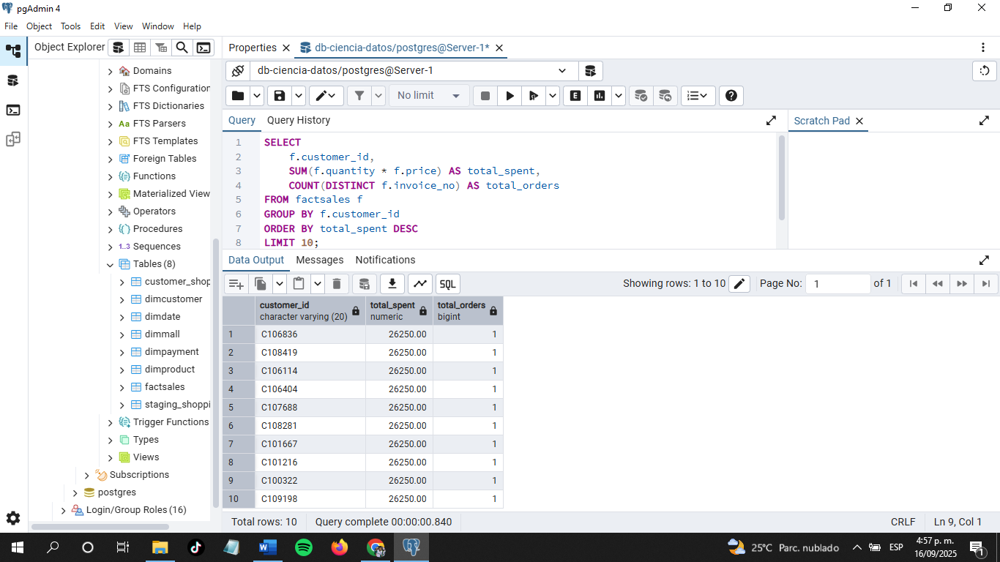 pgAdmin 4
File Object Tools Edit View Window Help
Object Explorer
Properties
db-ciencia-datos/postgres@Server-1*
db-ciencia-datos/postgres@Server-1
No limit
E
Query Query History
Scratch Pad
Domains
FTS Configuration
FTS Dictionaries
Aa FTS Parsers
FTS Templates
Foreign Tables
Functions
Materialized View
Operators
Procedures
1..3 Sequences
Tables (8)
customer_shop
dimcustomer
dimdate
dimmall
dimpayment
dimproduct
factsales
staging_shoppi
Trigger Functions
Types
Views
Subscriptions
postgres
Login/Group Roles (16)
1 SELECT
2 f.customer_id,
3 SUM(f.quantity * f.price) AS total_spent,
4 COUNT(DISTINCT f.invoice_no) AS total_orders
5 FROM factsales f
6 GROUP BY f.customer_id
7 ORDER BY total_spent DESC
8 LIMIT 10;
Data Output Messages Notifications
SQL
Showing rows: 1 to 10
Page No: 1 of 1
customer_id total_spent total_orders
character varying (20) numeric bigint
1 C106836 26250.00 1
2 C108419 26250.00 1
3 C106114 26250.00 1
4 C106404 26250.00 1
5 C107688 26250.00 1
6 C108281 26250.00 1
7 C101667 26250.00 1
8 C101216 26250.00 1
9 C100322 26250.00 1
10 C109198 26250.00 1
Total rows: 10 Query complete 00:00:00.840
CRLF Ln 9, Col 1
25°C Parc. nublado
ESP
4:57 p. m.
16/09/2025
1